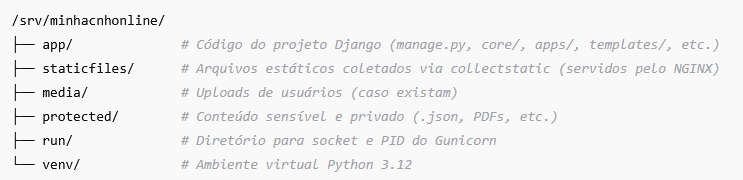 /srv/minhacnhonline/
├── app/ # Código do projeto Django (manage.py, core/, apps/, templates/, etc.)
├── staticfiles/ # Arquivos estáticos coletados via collectstatic (servidos pelo NGINX)
├── media/ # Uploads de usuários (caso existam)
├── protected/ # Conteúdo sensível e privado (.json, PDFs, etc.)
├── run/ # Diretório para socket e PID do Gunicorn
└── venv/ # Ambiente virtual Python 3.12